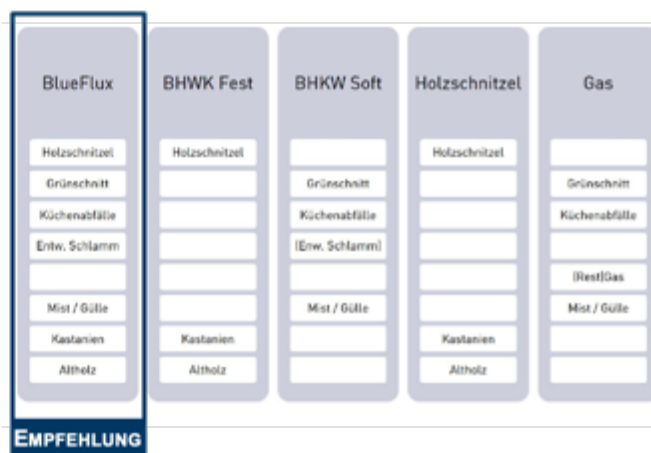 BlueFlux
Holzschnitzel
Grünschnitt
Küchenabfälle
Entw. Schlamm
Mist / Gülle
Kastanien
Altholz
EMPFEHLUNG
BHWK Fest
Holzschnitzel
Kastanien
Altholz
BHKW Soft
Grünschnitt
Küchenabfälle
(Enw. Schlamm)
Mist / Gülle
Holzschnitzel
Holzschnitzel
Kastanien
Altholz
Gas
Grünschnitt
Küchenabfälle
(Rest)Gas
Mist / Gülle